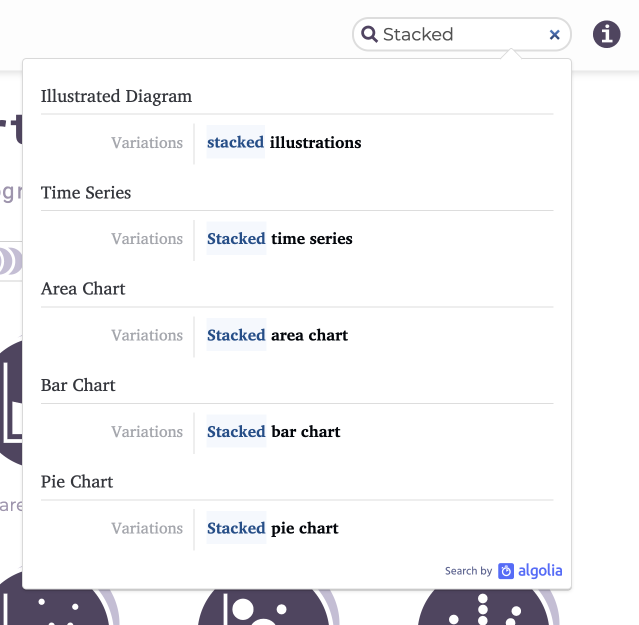 Stacked
Illustrated Diagram
Variations stacked illustrations
Time Series
Variations Stacked time series
Area Chart
Variations Stacked area chart
Bar Chart
Variations Stacked bar chart
Pie Chart
Variations Stacked pie chart
Search by algolia